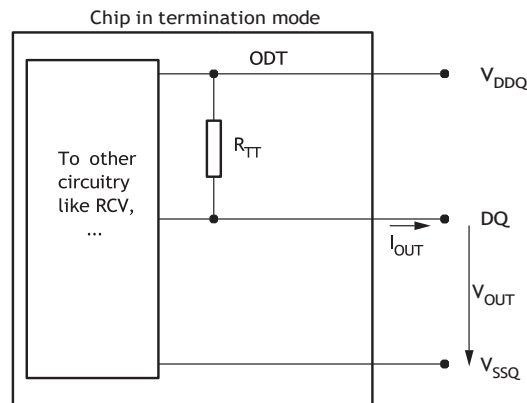 Chip in termination mode
ODT
V_DDQ
To other
circuitry
like RCV,
...
R_TT
DQ
I_OUT
V_OUT
V_SSQ